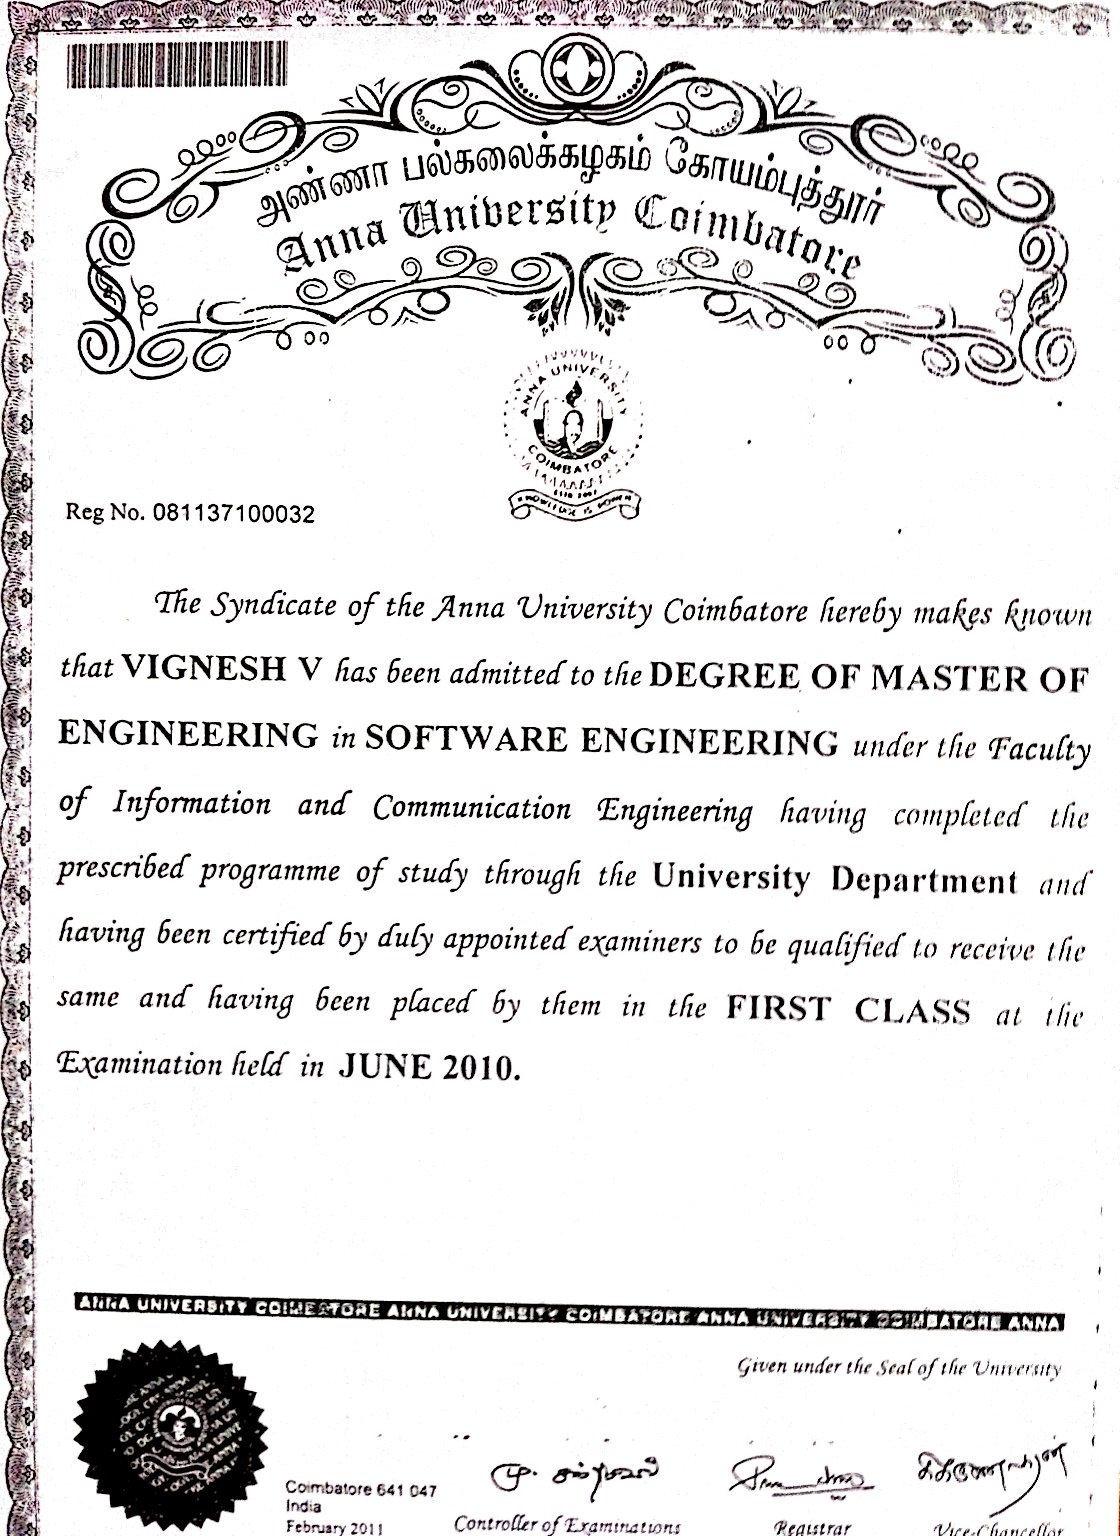 அண்ணா பல்கலைக்கழகம் கோயம்புத்தூர்
Anna University Coimbatore
ANNA UNIVERSITY
COIMBATORE
KNOWLEDGE IS POWER
Reg No. 081137100032
The Syndicate of the Anna University Coimbatore hereby makes known
that VIGNESH V has been admitted to the DEGREE OF MASTER OF
ENGINEERING in SOFTWARE ENGINEERING under the Faculty
of Information and Communication Engineering having completed the
prescribed programme of study through the University Department and
having been certified by duly appointed examiners to be qualified to receive the
same and having been placed by them in the FIRST CLASS at the
Examination held in JUNE 2010.
ANNA UNIVERSITY COIMBATORE ANNA UNIVERSITY COIMBATORE ANNA UNIVERSITY COIMBATORE ANNA
Given under the Seal of the University
Coimbatore 641 047
India
February 2011
Controller of Examinations
Registrar
Vice-Chancellor